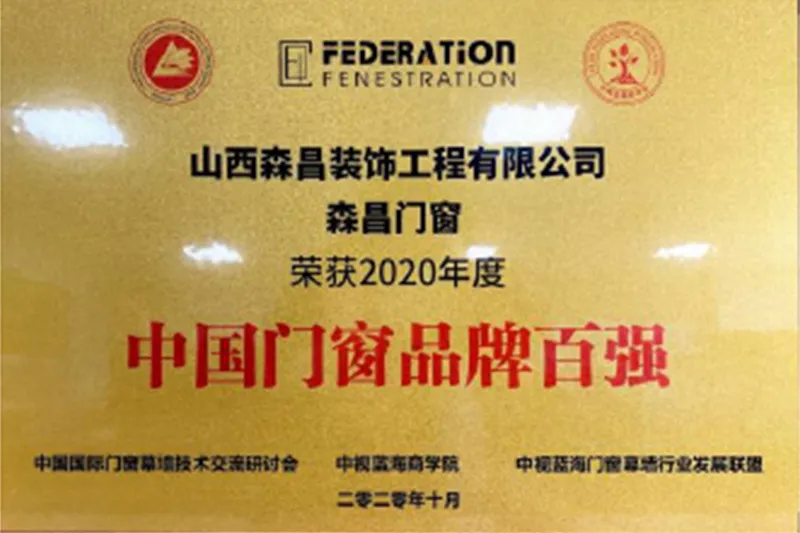 FEDERATION
FENESTRATION
山西森昌装饰工程有限公司
森昌门窗
荣获2020年度
中国门窗品牌百强
中国国际门窗幕墙技术交流研讨会 中视蓝海商学院 中视蓝海门窗幕墙行业发展联盟
二〇二〇年十月